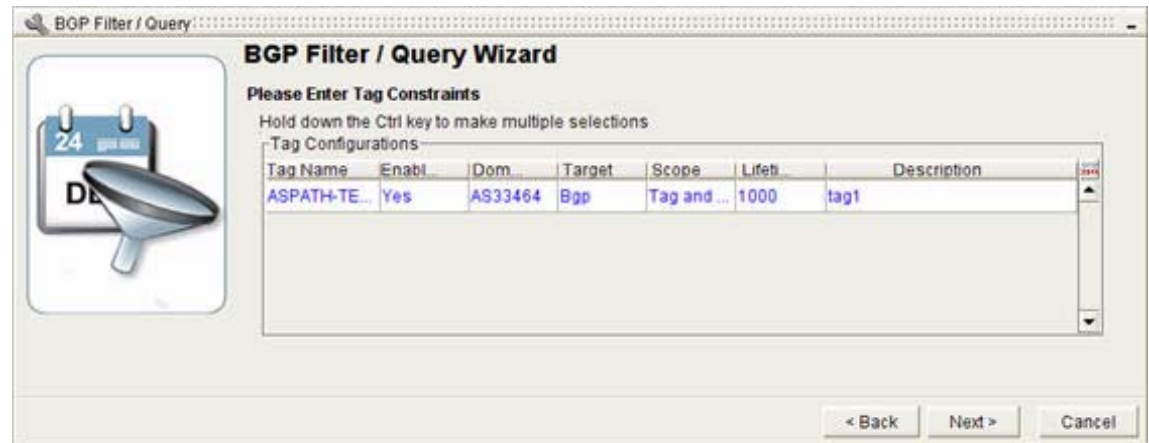 BGP Filter / Query
BGP Filter / Query Wizard
Please Enter Tag Constraints
Hold down the Ctrl key to make multiple selections
Tag Configurations
Tag Name Enabl... Dom... Target Scope Lifeti... Description
ASPATH-TE... Yes AS33464 Bgp Tag and ... 1000 tag1
24
DE
< Back Next > Cancel